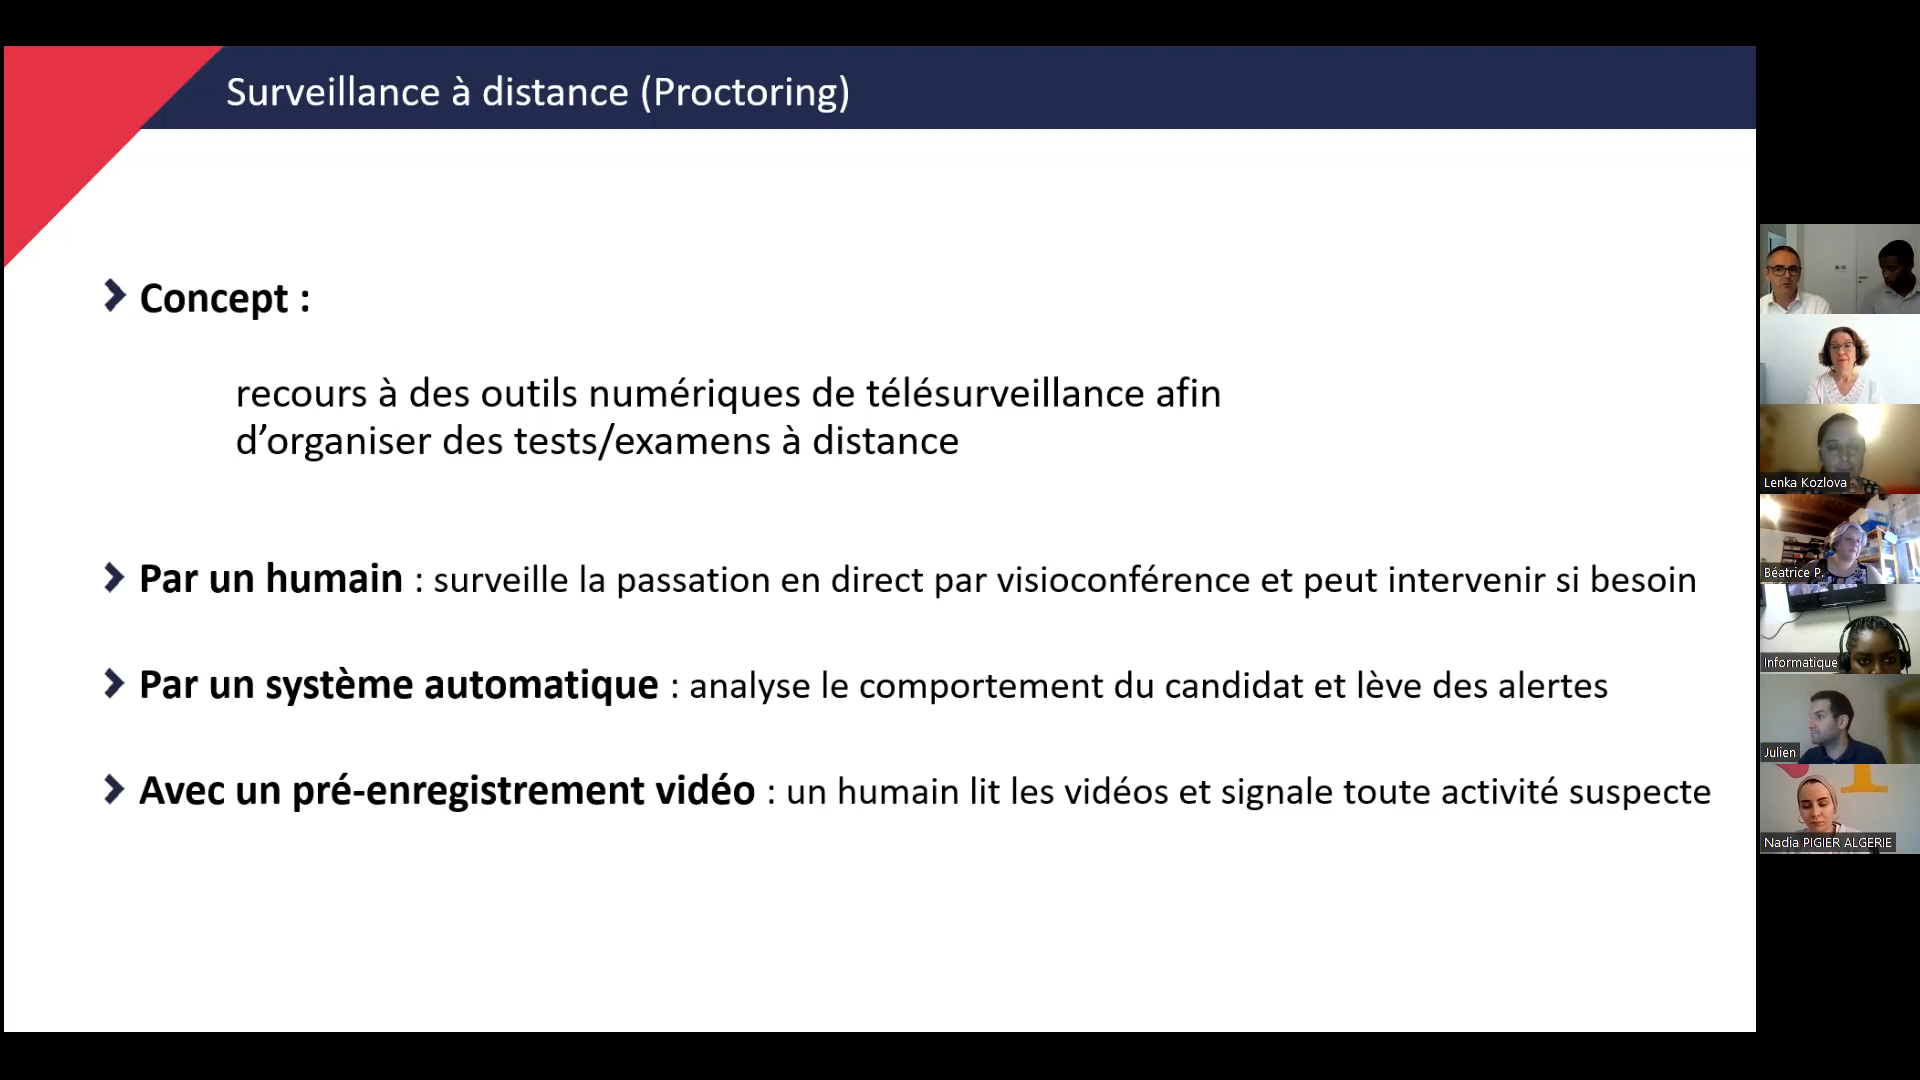 Surveillance à distance (Proctoring)
Concept :
recours à des outils numériques de télésurveillance afin
d’organiser des tests/examens à distance
Par un humain : surveille la passation en direct par visioconférence et peut intervenir si besoin
Par un système automatique : analyse le comportement du candidat et lève des alertes
Avec un pré-enregistrement vidéo : un humain lit les vidéos et signale toute activité suspecte
Lenka Kozlova
Béatrice P.
Informatique
Julien
Nadia PIGIER ALGERIE